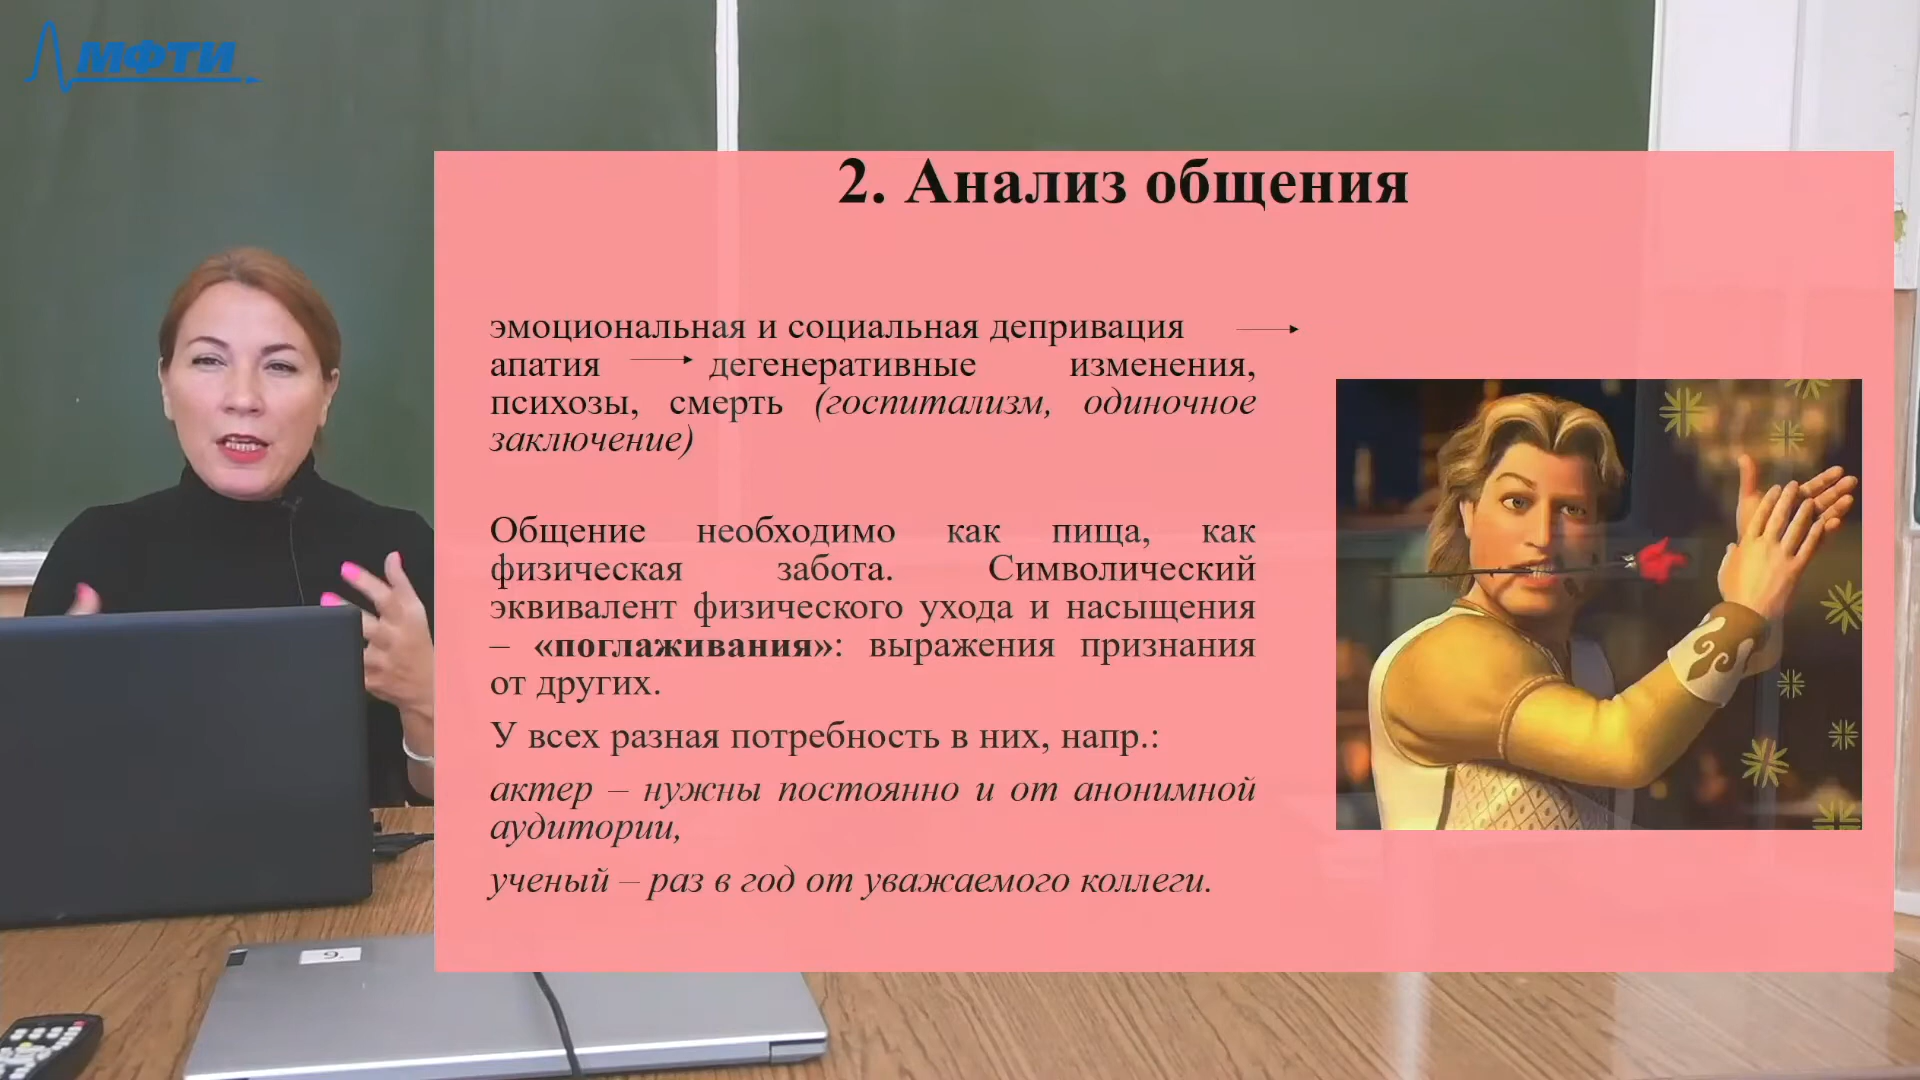 МФТИ
2. Анализ общения
эмоциональная и социальная депривация
апатия дегенеративные изменения,
психозы, смерть (госпитализм, одиночное
заключение)
Общение необходимо как пища, как
физическая забота. Символический
эквивалент физического ухода и насыщения
– «поглаживания»: выражения признания
от других.
У всех разная потребность в них, напр.:
актер – нужны постоянно и от анонимной
аудитории,
ученый – раз в год от уважаемого коллеги.